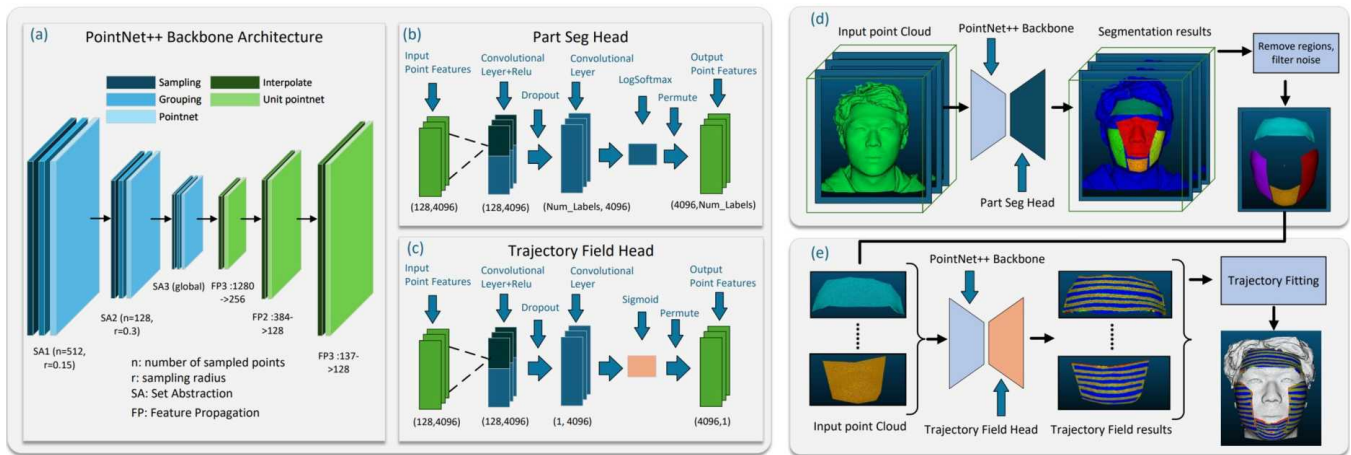 (a)
PointNet++ Backbone Architecture
Sampling
Grouping
Pointnet
Interpolate
Unit pointnet
SA1 (n=512,
r=0.15)
SA2 (n=128,
r=0.3)
SA3 (global)
FP3 :1280
->256
FP2 :384-
>128
FP3 :137-
>128
n: number of sampled points
r: sampling radius
SA: Set Abstraction
FP: Feature Propagation
(b)
Part Seg Head
Input
Point Features
Convolutional
Layer+Relu
Dropout
Convolutional
Layer
LogSoftmax
Permute
Output
Point Features
(128,4096)
(128,4096)
(Num_Labels, 4096)
(4096,Num_Labels)
(c)
Trajectory Field Head
Input
Point Features
Convolutional
Layer+Relu
Dropout
Convolutional
Layer
Sigmoid
Permute
Output
Point Features
(128,4096)
(128,4096)
(1, 4096)
(4096,1)
(d)
Input point Cloud
PointNet++ Backbone
Part Seg Head
Segmentation results
Remove regions,
filter noise
(e)
PointNet++ Backbone
Input point Cloud
Trajectory Field Head
Trajectory Field results
Trajectory Fitting